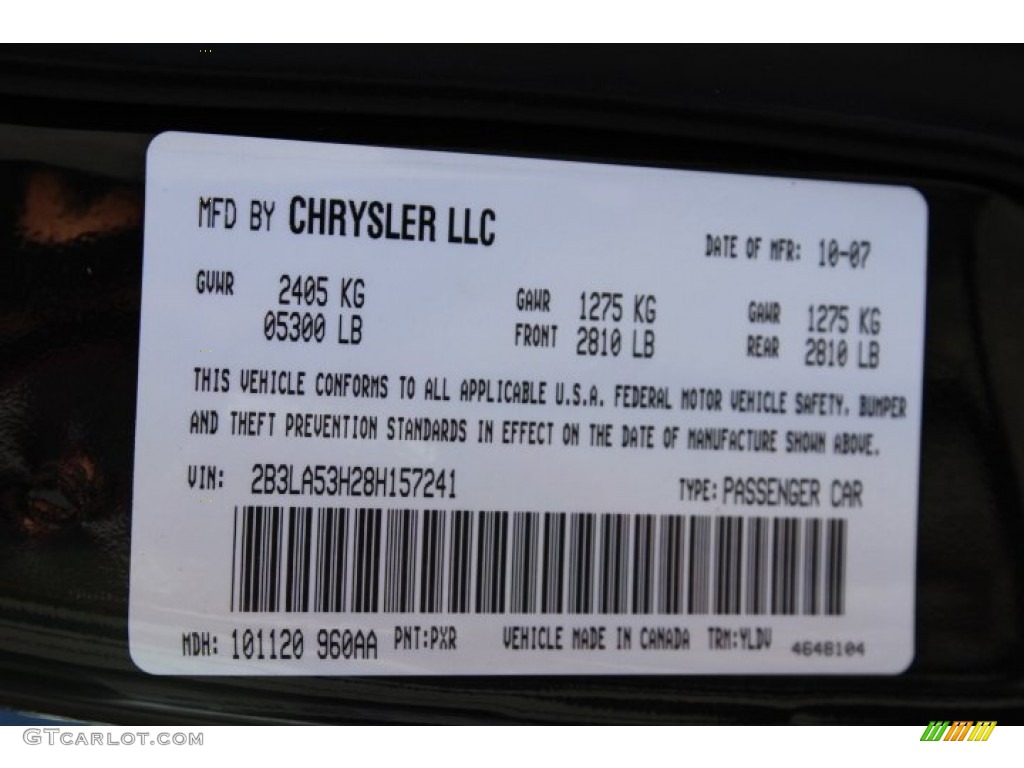 MFD BY CHRYSLER LLC
DATE OF MFR: 10-07
GVWR 2405 KG
05300 LB
GAWR 1275 KG
FRONT 2810 LB
GAWR 1275 KG
REAR 2810 LB
THIS VEHICLE CONFORMS TO ALL APPLICABLE U.S.A. FEDERAL MOTOR VEHICLE SAFETY, BUMPER
AND THEFT PREVENTION STANDARDS IN EFFECT ON THE DATE OF MANUFACTURE SHOWN ABOVE.
VIN: 2B3LA53H28H157241
TYPE: PASSENGER CAR
MDH: 101120 960AA PNT:PXR VEHICLE MADE IN CANADA TRM:YLDV 4648104
GTCARLOT.COM